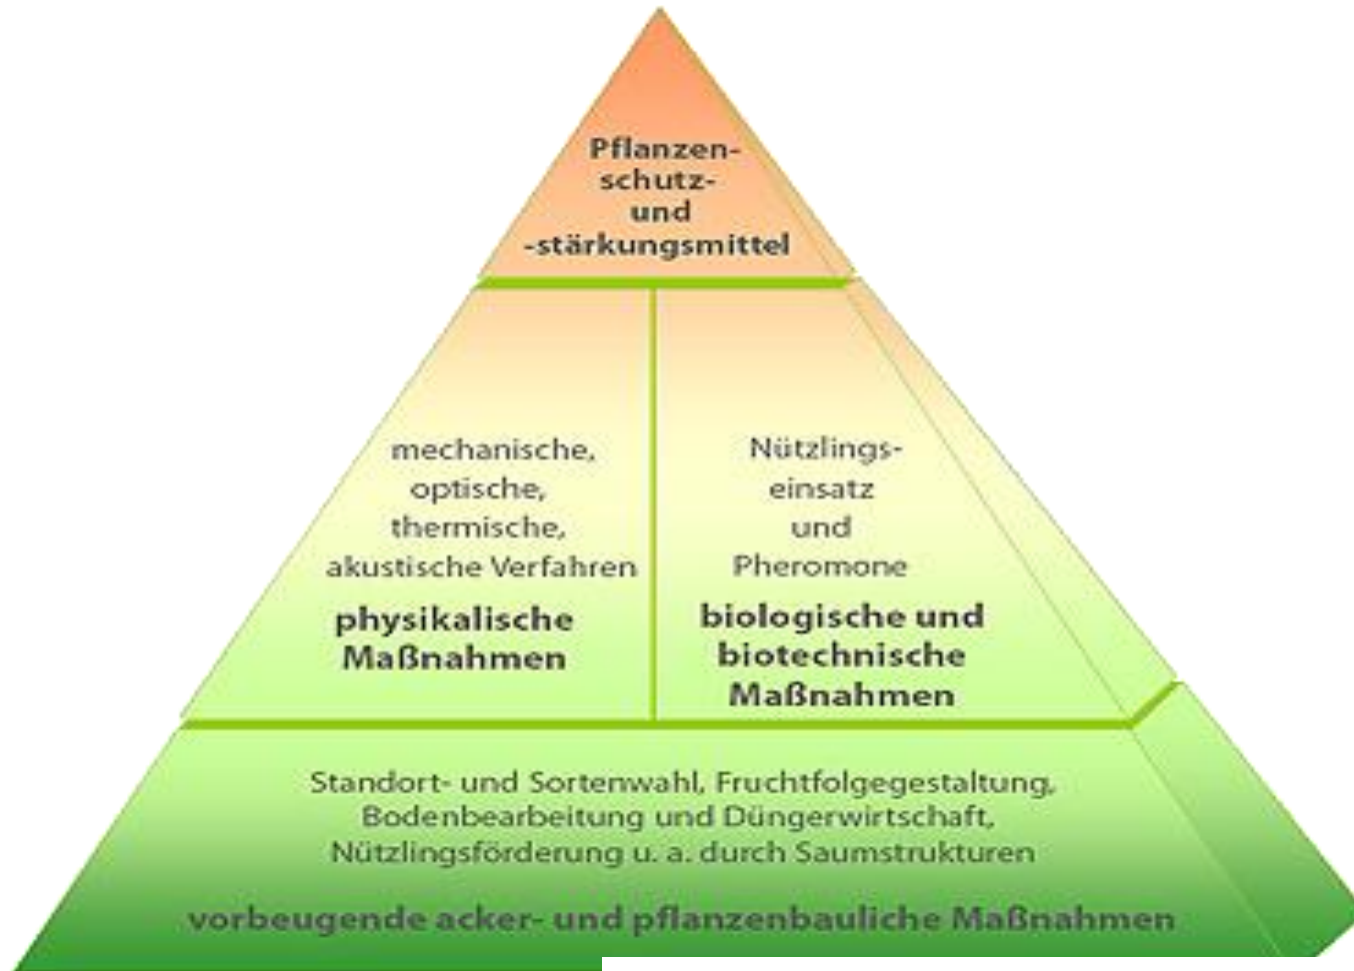 Pflanzen-
schutz-
und
-stärkungsmittel
mechanische,
optische,
thermische,
akustische Verfahren
physikalische
Maßnahmen
Nützlings-
einsatz
und
Pheromone
biologische und
biotechnische
Maßnahmen
Standort- und Sortenwahl, Fruchtfolgegestaltung,
Bodenbearbeitung und Düngerwirtschaft,
Nützlingsförderung u. a. durch Saumstrukturen
vorbeugende acker- und pflanzenbauliche Maßnahmen